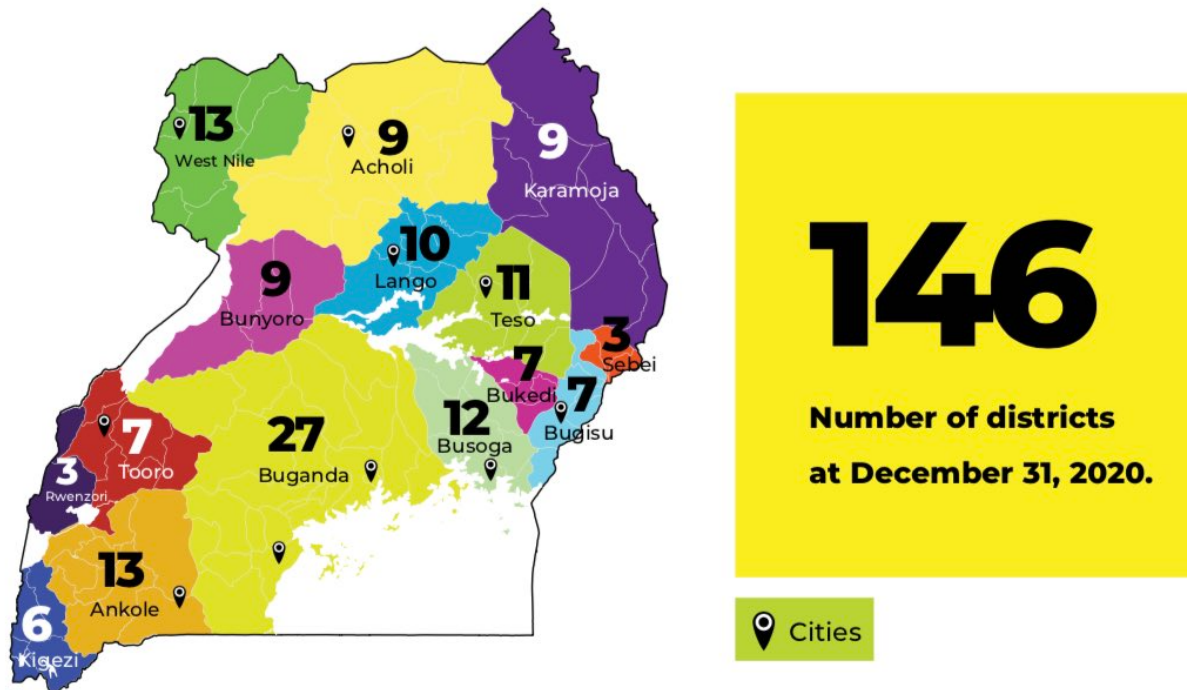 13
West Nile
9
Acholi
9
Karamoja
10
Lango
9
Bunyoro
11
Teso
3
Sebei
7
Bukedi
7
Bugisu
12
Busoga
27
Buganda
7
Tooro
3
Rwenzori
13
Ankole
6
Kigezi
146
Number of districts
at December 31, 2020.
Cities